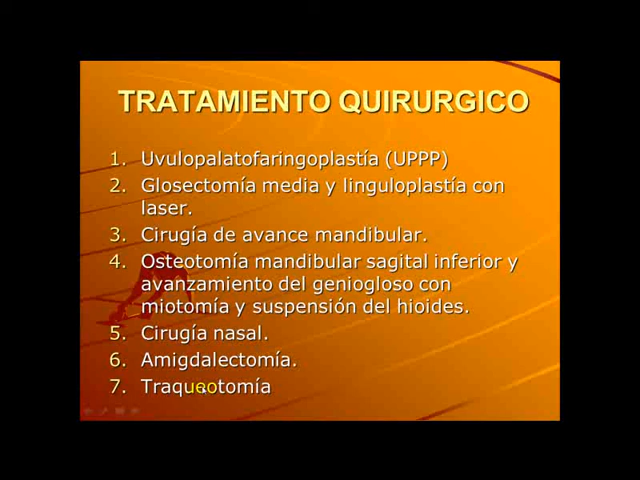 TRATAMIENTO QUIRURGICO
1. Uvulopalatofaringoplastía (UPPP)
2. Glosectomía media y linguloplastía con
laser.
3. Cirugía de avance mandibular.
4. Osteotomía mandibular sagital inferior y
avanzamiento del geniogloso con
miotomía y suspensión del hioides.
5. Cirugía nasal.
6. Amigdalectomía.
7. Traqueotomía